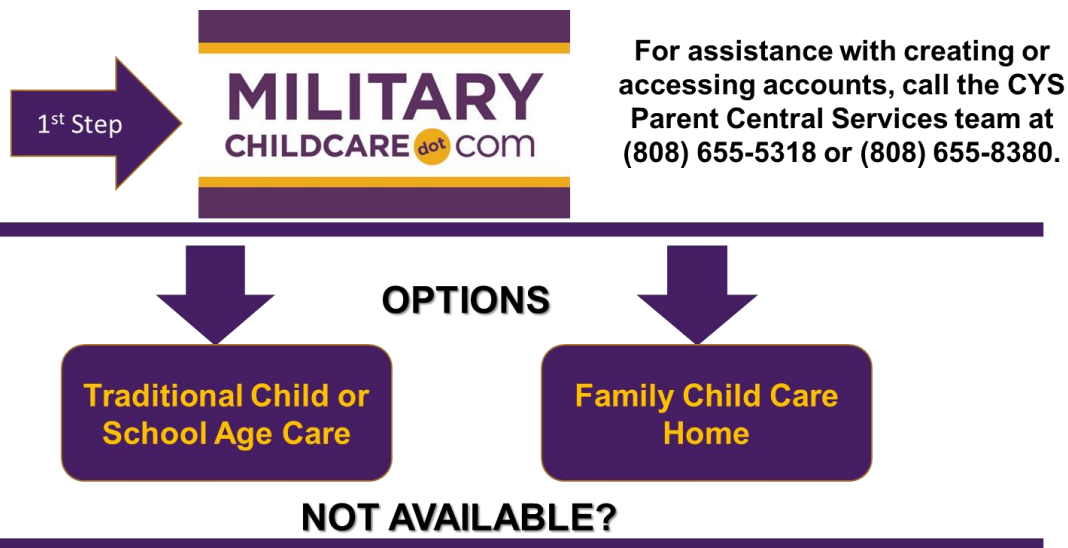 1st Step
MILITARY
CHILDCARE dot com
For assistance with creating or
accessing accounts, call the CYS
Parent Central Services team at
(808) 655-5318 or (808) 655-8380.
OPTIONS
Traditional Child or
School Age Care
Family Child Care
Home
NOT AVAILABLE?